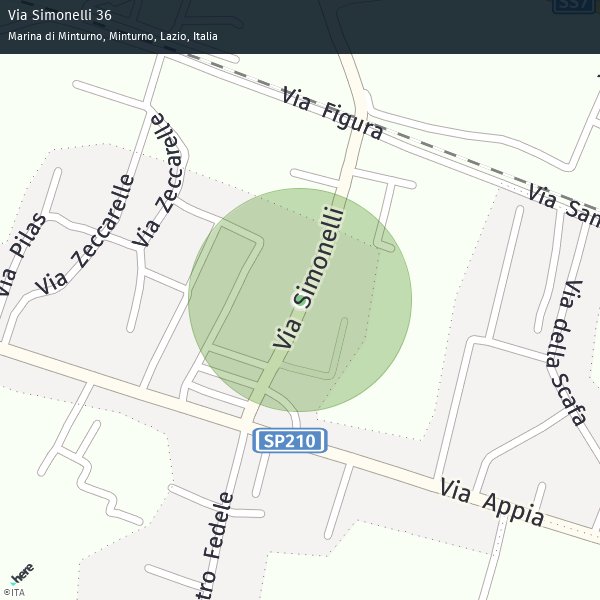 Via Simonelli 36
Marina di Minturno, Minturno, Lazio, Italia
SS7
Via Figura
Via Zeccarelle
Via Zeccarelle
Via Pilas
Via San
Via Simonelli
Via della Scafa
SP210
Via Appia
tro Fedele
here
©ITA